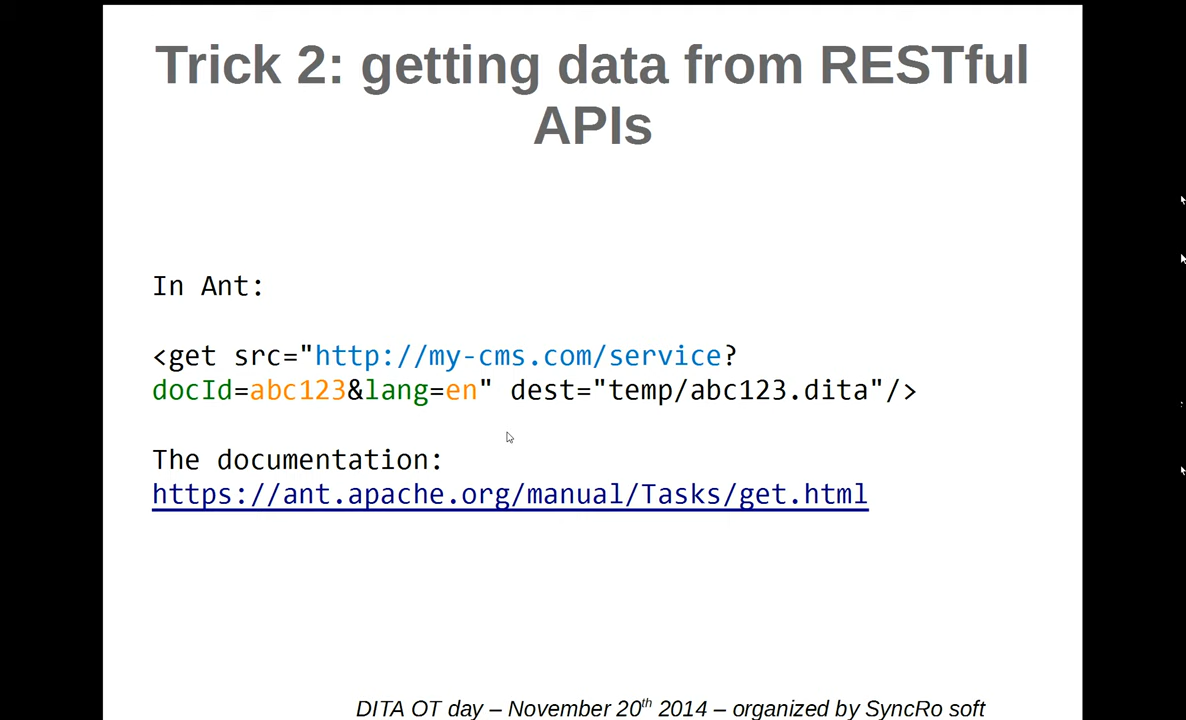 Trick 2: getting data from RESTful
APIs
In Ant:
<get src="http://my-cms.com/service?
docId=abc123&lang=en" dest="temp/abc123.dita"/>
The documentation:
https://ant.apache.org/manual/Tasks/get.html
DITA OT day – November 20th 2014 – organized by SyncRo soft